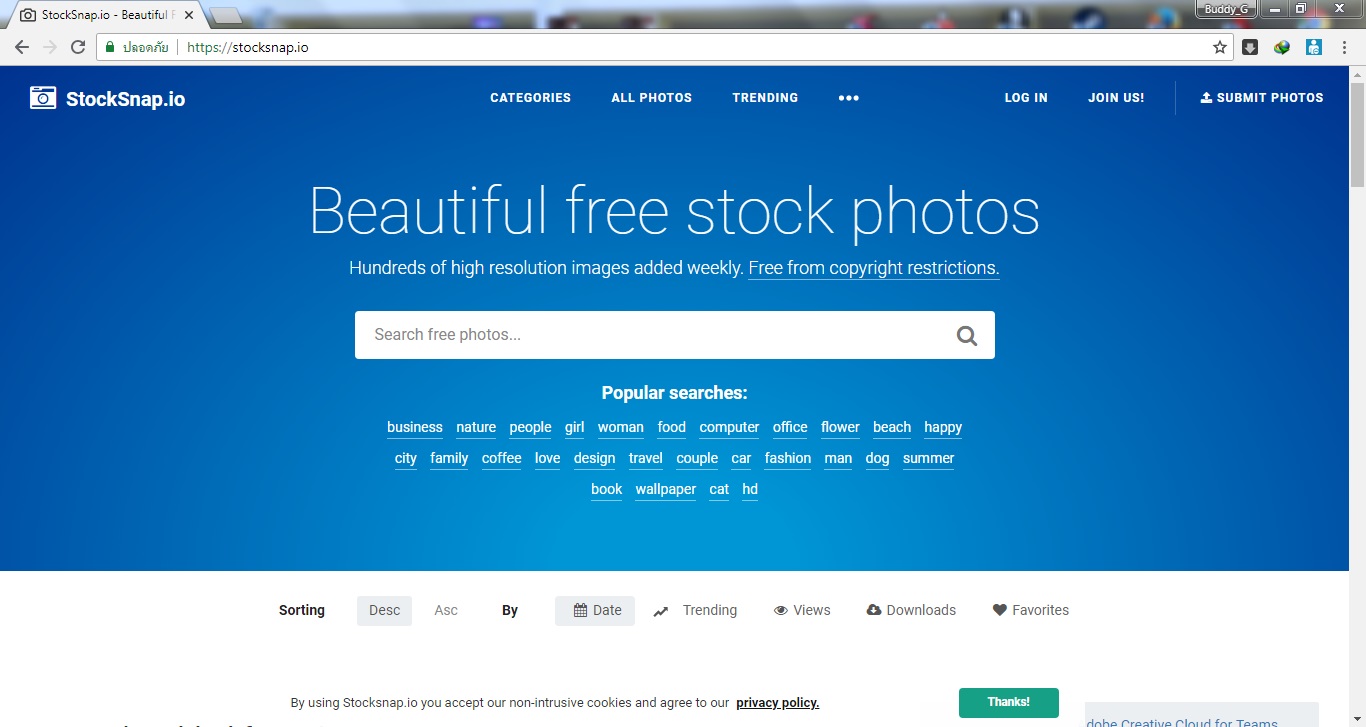 StockSnap.io - Beautiful F
Buddy_G
ปลอดภัย https://stocksnap.io
StockSnap.io CATEGORIES ALL PHOTOS TRENDING ••• LOG IN JOIN US! SUBMIT PHOTOS
Beautiful free stock photos
Hundreds of high resolution images added weekly. Free from copyright restrictions.
Search free photos...
Popular searches:
business nature people girl woman food computer office flower beach happy
city family coffee love design travel couple car fashion man dog summer
book wallpaper cat hd
Sorting Desc Asc By Date Trending Views Downloads Favorites
By using Stocksnap.io you accept our non-intrusive cookies and agree to our privacy policy. Thanks!
dobe Creative Cloud for Teams